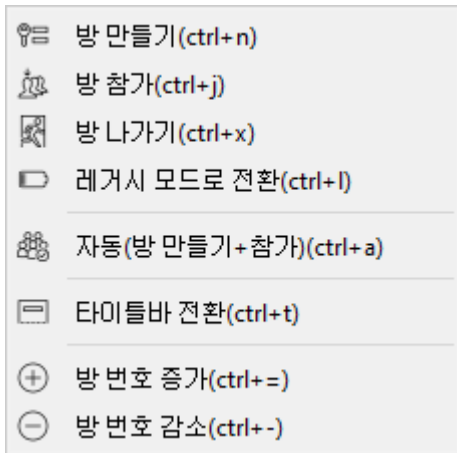 방 만들기(ctrl+n)
방 참가(ctrl+j)
방 나가기(ctrl+x)
레거시 모드로 전환(ctrl+l)
자동(방 만들기+참가)(ctrl+a)
타이틀바 전환(ctrl+t)
방 번호 증가(ctrl+=)
방 번호 감소(ctrl+-)